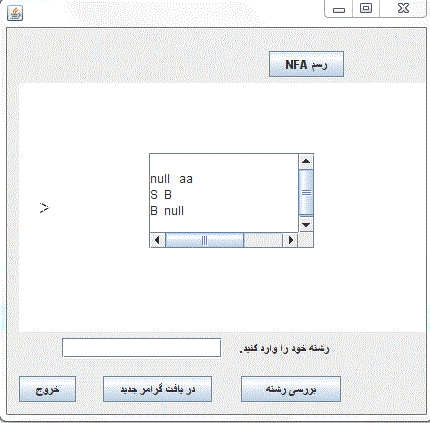 رسم NFA
null aa
S B
B null
>
رشته خود را وارد کنید.
بررسی رشته
در یافت گرامر جدید
خروج